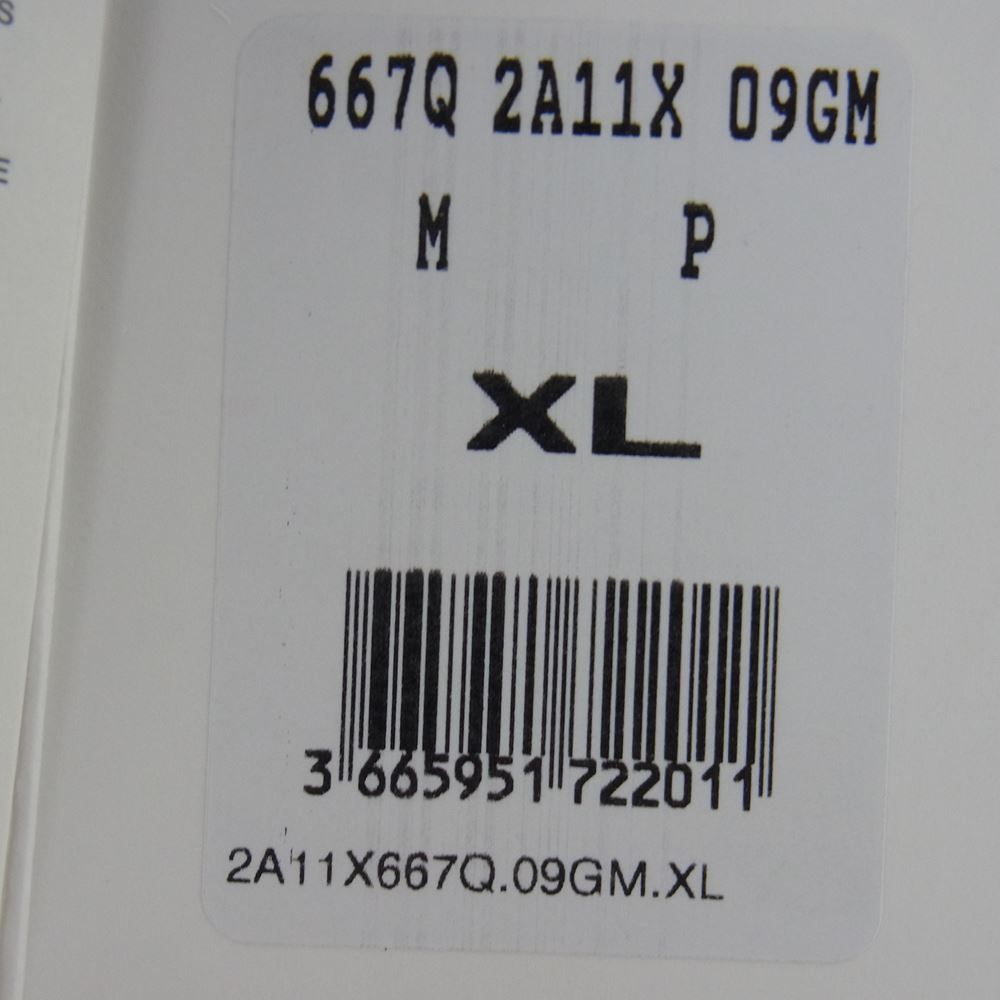 667Q 2A11X 09GM
M P
XL
3 665951 722011
2A11X667Q.09GM.XL
S
E